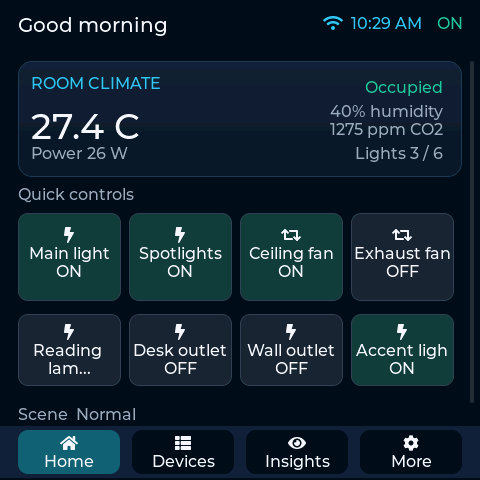 Good morning
10:29 AM ON
ROOM CLIMATE
Occupied
27.4 C
40% humidity
1275 ppm CO2
Power 26 W
Lights 3 / 6
Quick controls
Main light
ON
Spotlights
ON
Ceiling fan
ON
Exhaust fan
OFF
Reading
lam...
Desk outlet
OFF
Wall outlet
OFF
Accent ligh
ON
Scene Normal
Home
Devices
Insights
More